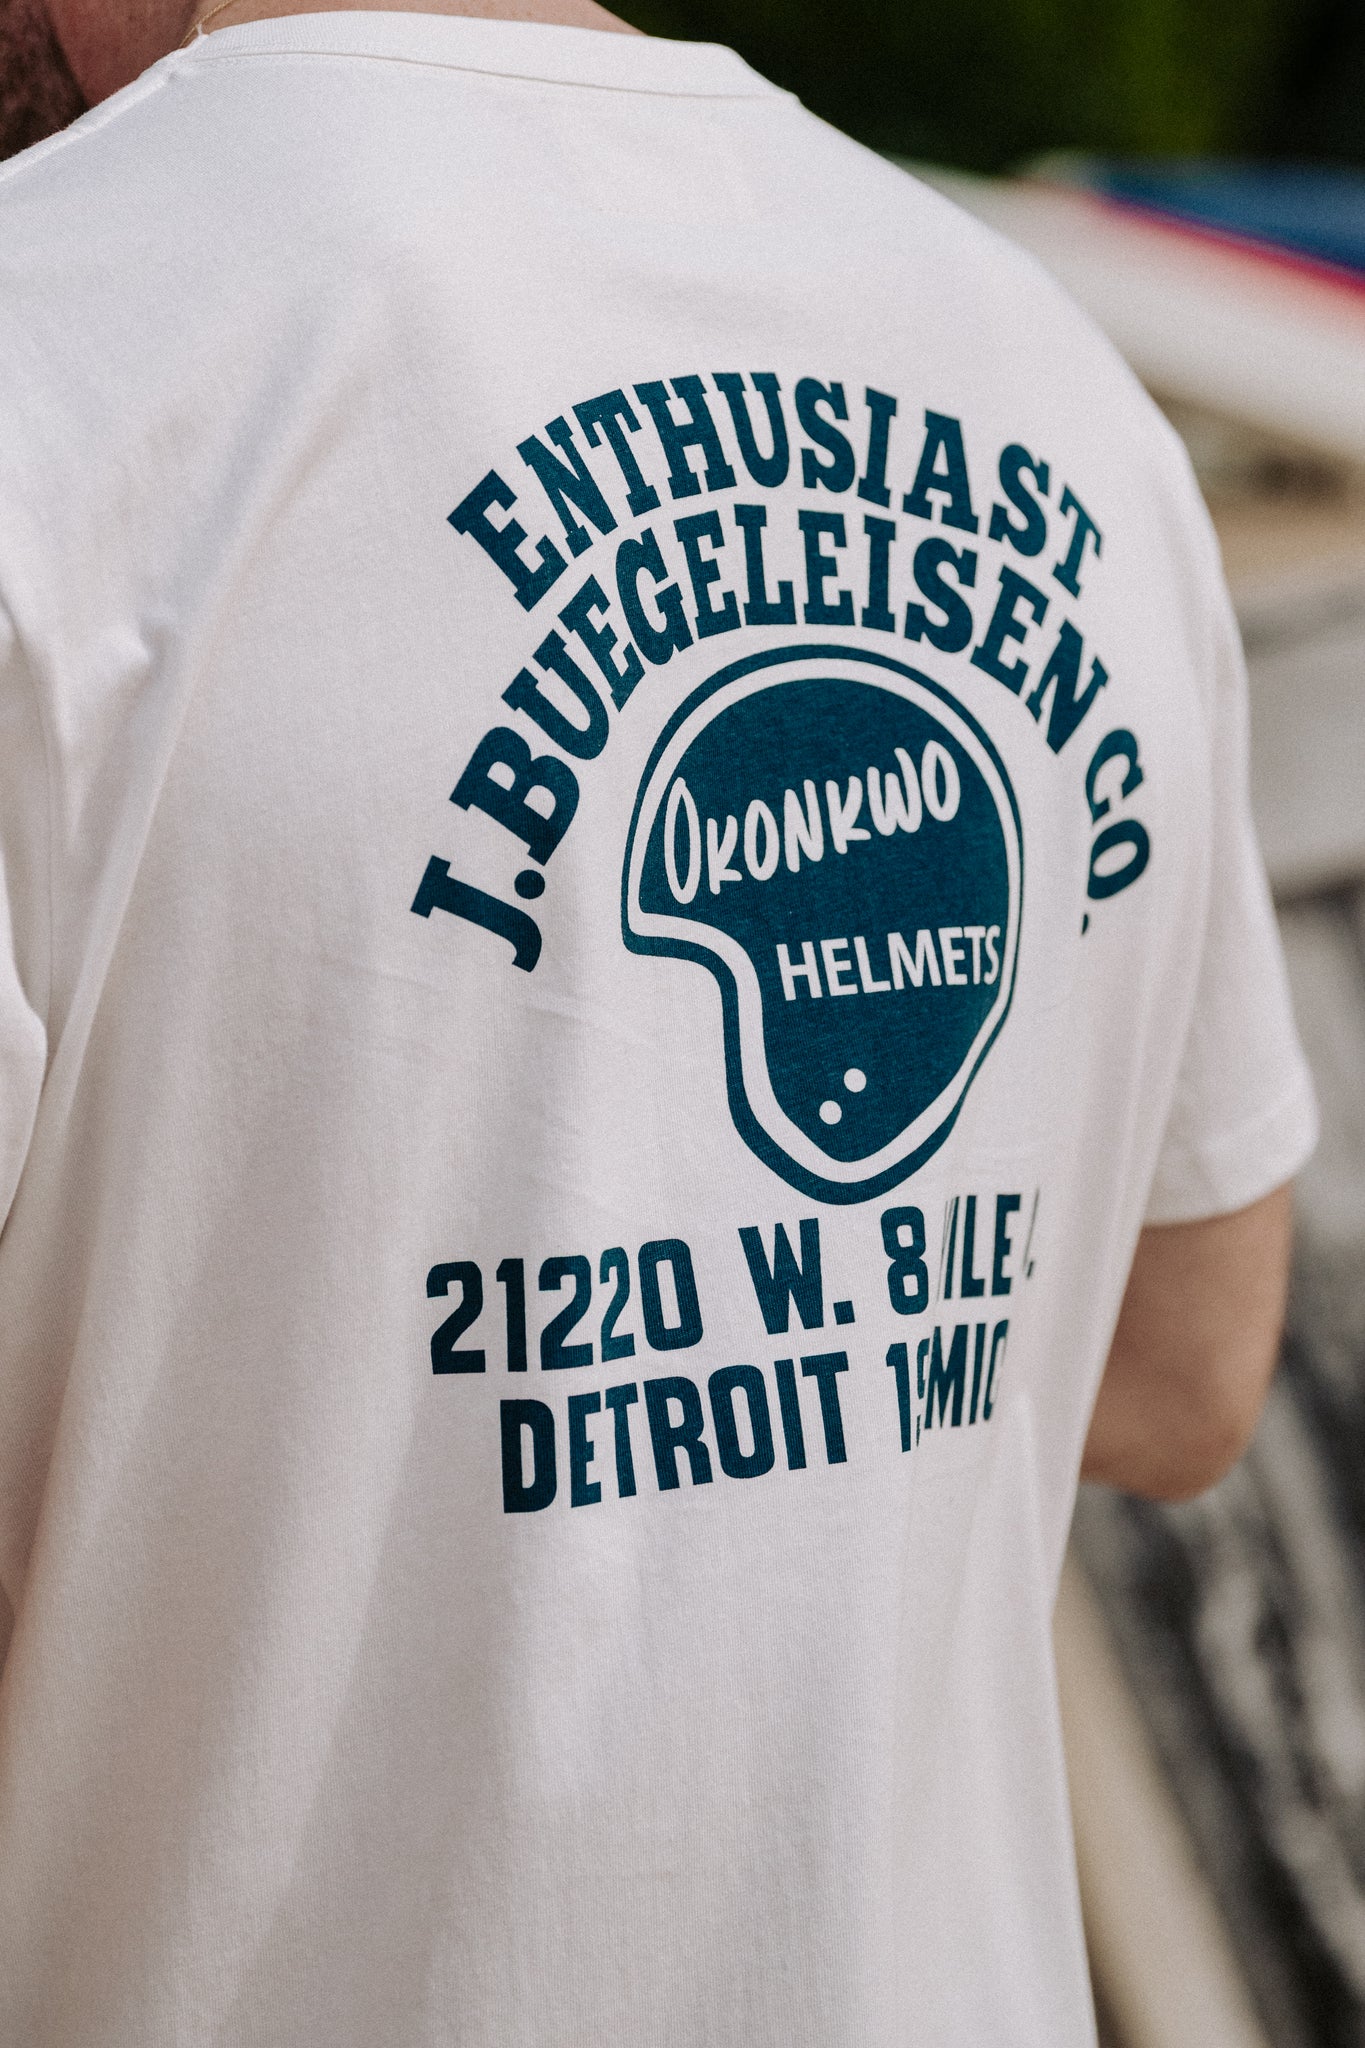 ENTHUSIAST
J. BUEGELEISEN CO.
OKONKWO
HELMETS
21220 W. 8
DETROIT